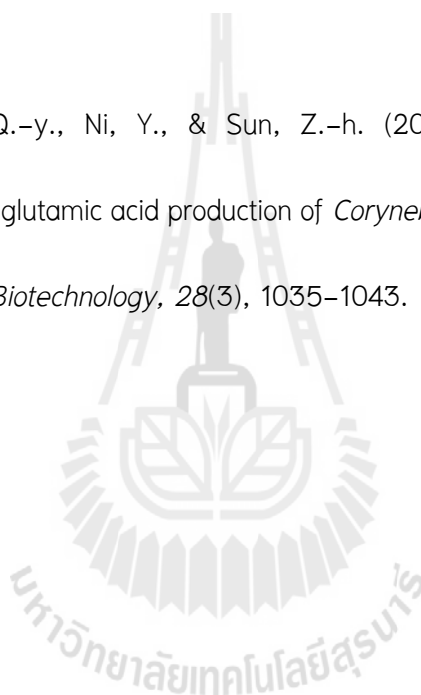 Q.-y., Ni, Y., & Sun, Z.-h. (20
glutamic acid production of Coryne
Biotechnology, 28(3), 1035–1043.
มหาวิทยาลัยเทคโนโลยีสุรนารี